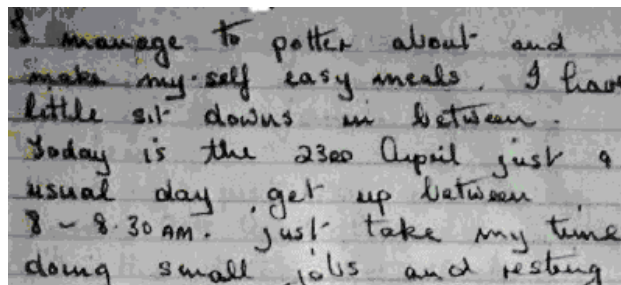 I manage to potter about and
make my-self easy meals. I have
little sit downs in between.
Today is the 23rd April just a
usual day get up between
8 - 8.30 AM. just take my time
doing small jobs and resting